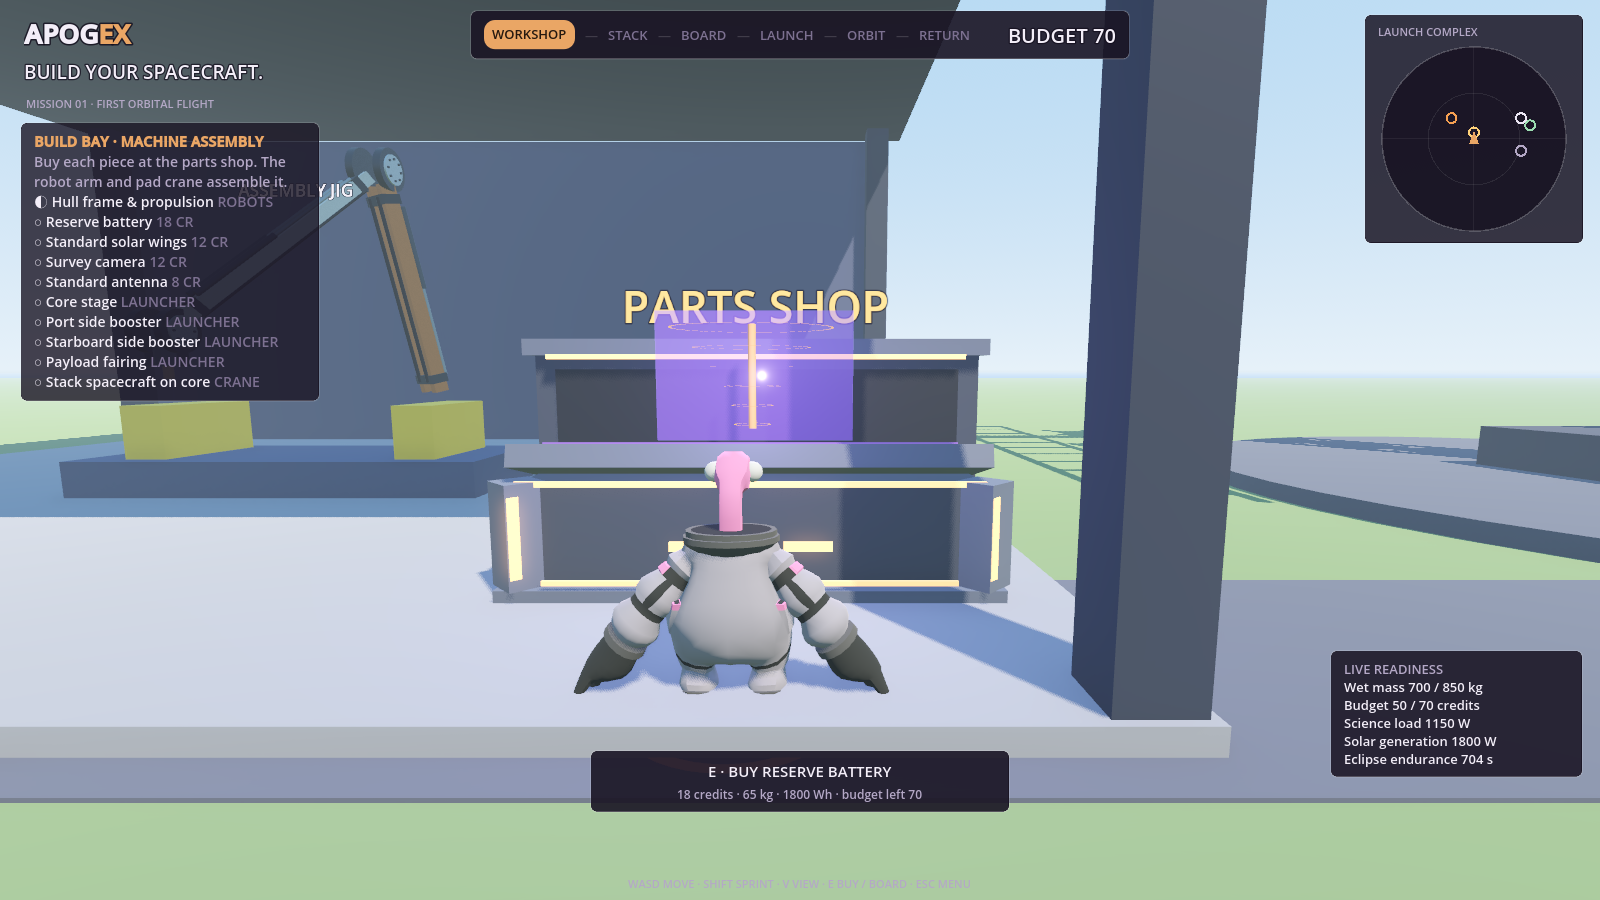 APOGEX
BUILD YOUR SPACECRAFT.
MISSION 01 · FIRST ORBITAL FLIGHT
WORKSHOP — STACK — BOARD — LAUNCH — ORBIT — RETURN BUDGET 70
LAUNCH COMPLEX
BUILD BAY · MACHINE ASSEMBLY
Buy each piece at the parts shop. The
robot arm and pad crane assemble it.
ASSEMBLY JIG
◐ Hull frame & propulsion ROBOTS
○ Reserve battery 18 CR
○ Standard solar wings 12 CR
○ Survey camera 12 CR
○ Standard antenna 8 CR
○ Core stage LAUNCHER
○ Port side booster LAUNCHER
○ Starboard side booster LAUNCHER
○ Payload fairing LAUNCHER
○ Stack spacecraft on core CRANE
PARTS SHOP
LIVE READINESS
Wet mass 700 / 850 kg
Budget 50 / 70 credits
Science load 1150 W
Solar generation 1800 W
Eclipse endurance 704 s
E · BUY RESERVE BATTERY
18 credits · 65 kg · 1800 Wh · budget left 70
WASD MOVE · SHIFT SPRINT · V VIEW · E BUY / BOARD · ESC MENU